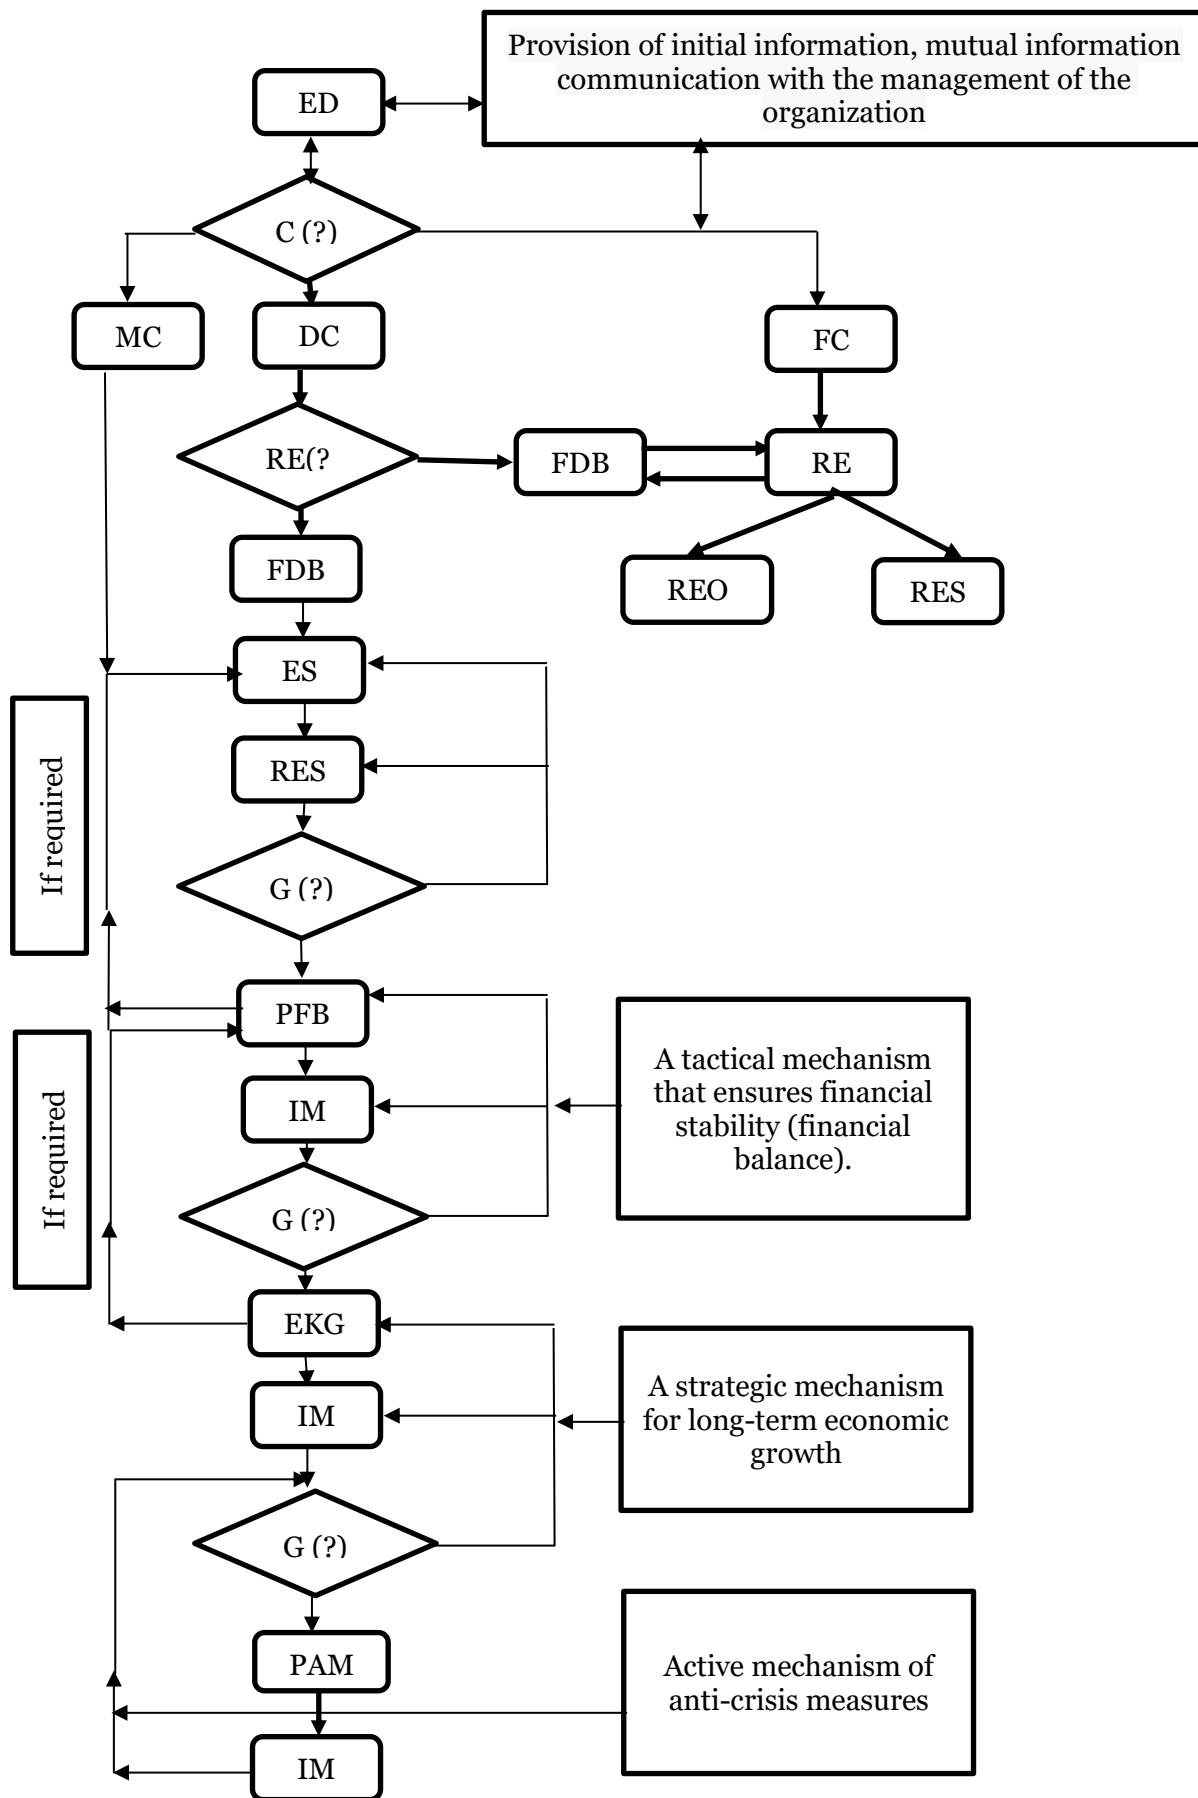 Provision of initial information, mutual information
communication with the management of the
organization
ED
C (?)
MC
DC
FC
RE(?
FDB
RE
FDB
REO
RES
ES
RES
If required
G (?)
PFB
A tactical mechanism
that ensures financial
stability (financial
balance).
IM
If required
G (?)
EKG
A strategic mechanism
for long-term economic
growth
IM
G (?)
PAM
Active mechanism of
anti-crisis measures
IM